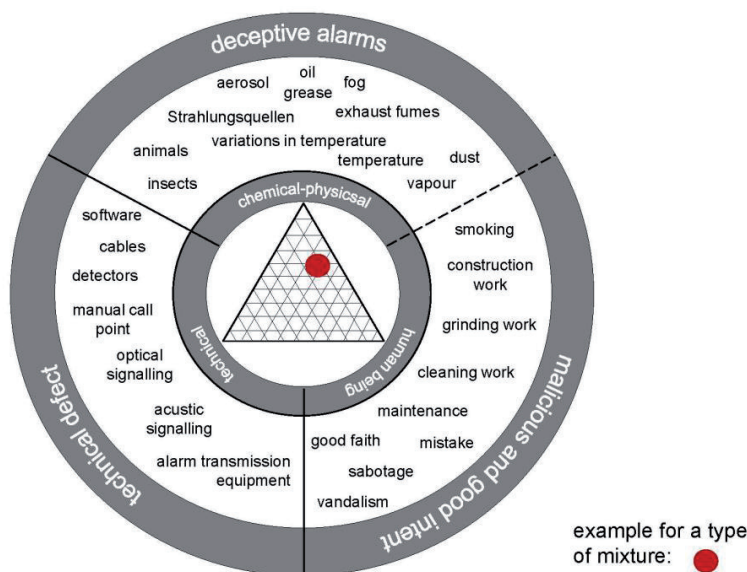 deceptive alarms
oil
aerosol
fog
grease
exhaust fumes
Strahlungsquellen
variations in temperature
animals
temperature
dust
insects
vapour
chemical-physicsal
software
smoking
cables
construction
work
detectors
manual call
point
grinding work
optical
signalling
technical
human being
cleaning work
acustic
signalling
maintenance
good faith
mistake
alarm transmission
equipment
sabotage
vandalism
technical defect
malicious and good intent
example for a type
of mixture: